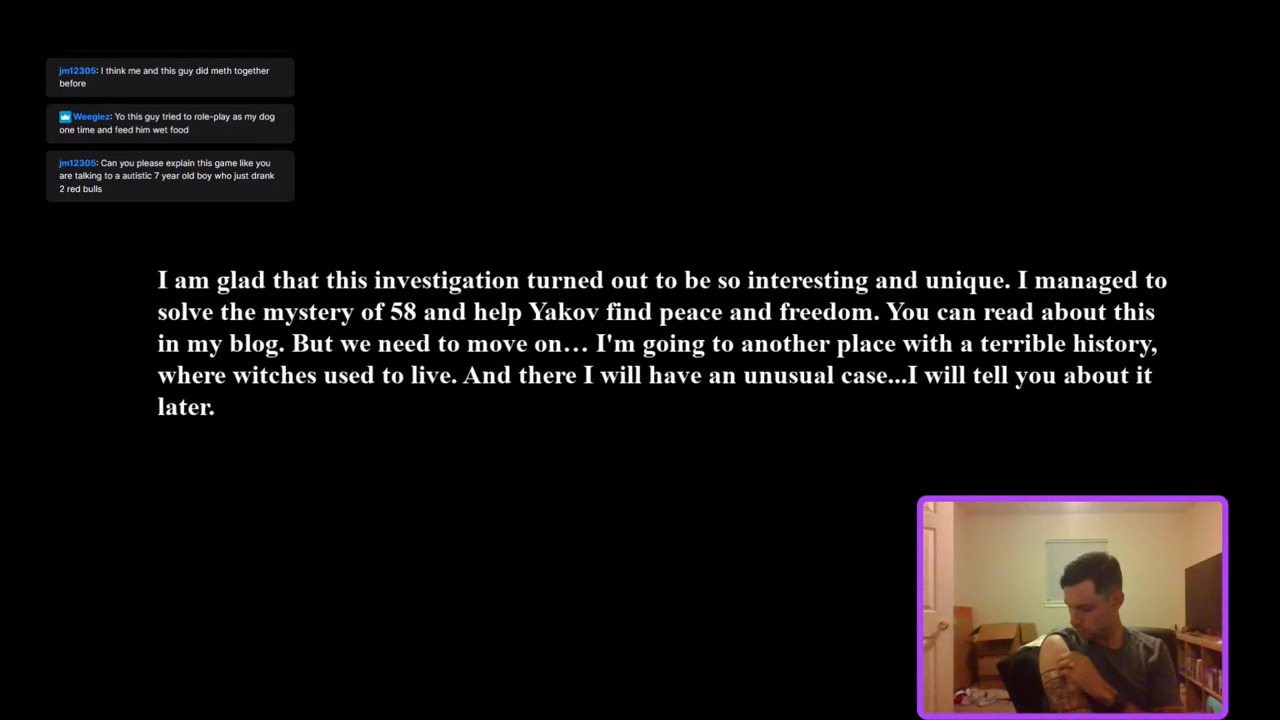 jm12305: I think me and this guy did meth together
before
Weegiez: Yo this guy tried to role-play as my dog
one time and feed him wet food
jm12305: Can you please explain this game like you
are talking to a autistic 7 year old boy who just drank
2 red bulls
I am glad that this investigation turned out to be so interesting and unique. I managed to
solve the mystery of 58 and help Yakov find peace and freedom. You can read about this
in my blog. But we need to move on… I'm going to another place with a terrible history,
where witches used to live. And there I will have an unusual case...I will tell you about it
later.